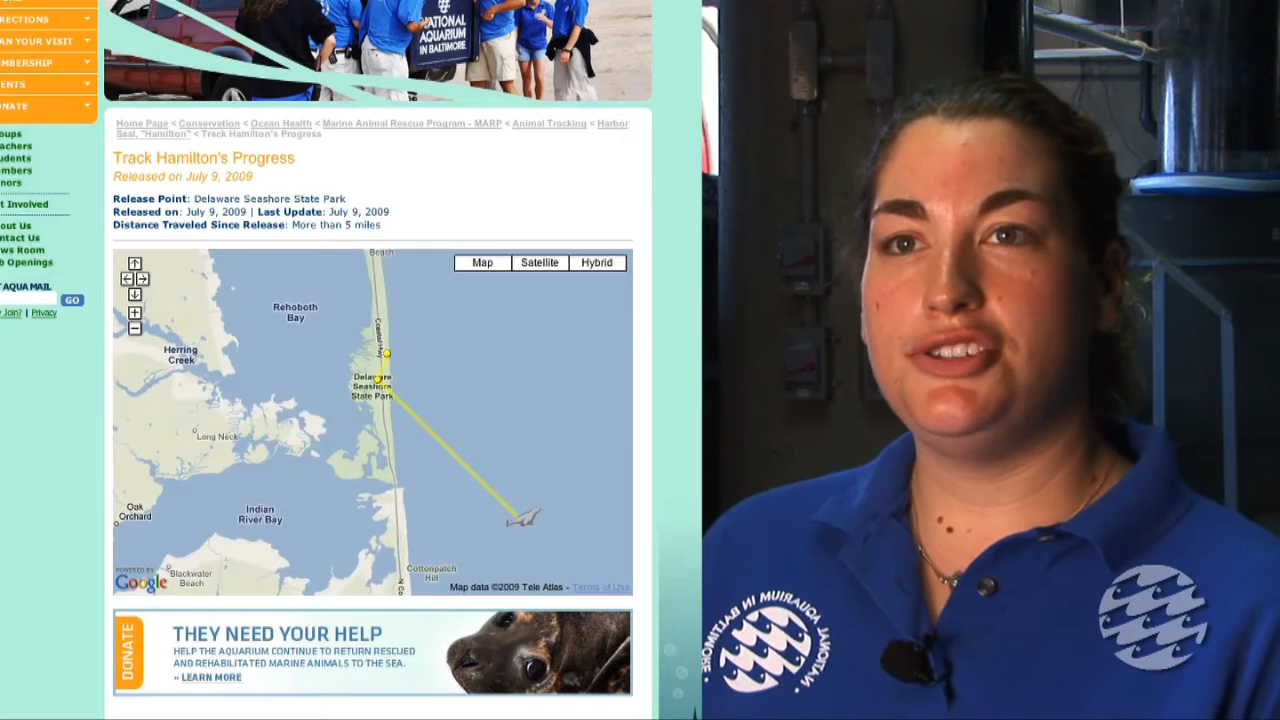 RECTIONS
AN YOUR VISIT
MBERSHIP
ENTS
ONATE
oups
achers
udents
mbers
nors
t Involved
out Us
ntact Us
ws Room
b Openings
AQUA MAIL
GO
Join? | Privacy
NATIONAL
AQUARIUM
IN BALTIMORE
Home Page < Conservation < Ocean Health < Marine Animal Rescue Program - MARP < Animal Tracking < Harbor
Seal, "Hamilton" < Track Hamilton's Progress
Track Hamilton's Progress
Released on July 9, 2009
Release Point: Delaware Seashore State Park
Released on: July 9, 2009 | Last Update: July 9, 2009
Distance Traveled Since Release: More than 5 miles
Beach
Map
Satellite
Hybrid
Rehoboth
Bay
Coastal Hwy
Herring
Creek
Delaware
Seashore
State Park
Long Neck
Oak
Orchard
Indian
River Bay
Blackwater
Beach
Cottonpatch
Hill
POWERED BY
Google
Map data ©2009 Tele Atlas - Terms of Use
DONATE
THEY NEED YOUR HELP
HELP THE AQUARIUM CONTINUE TO RETURN RESCUED
AND REHABILITATED MARINE ANIMALS TO THE SEA.
» LEARN MORE
NATIONAL AQUARIUM IN BALTIMORE